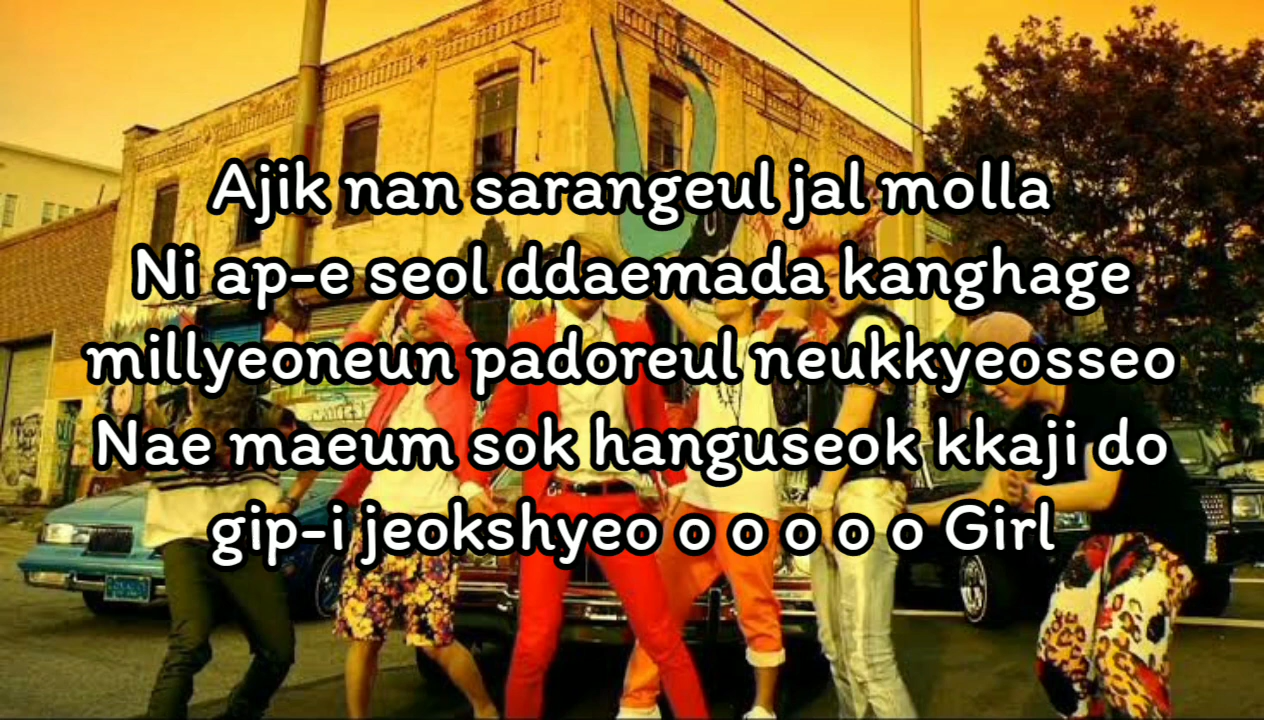 Ajik nan sarangeul jal molla
Ni ap-e seol ddaemada kanghage
millyeoneun padoreul neukkyeosseo
Nae maeum sok hanguseok kkaji do
gip-i jeokshyeo o o o o o Girl